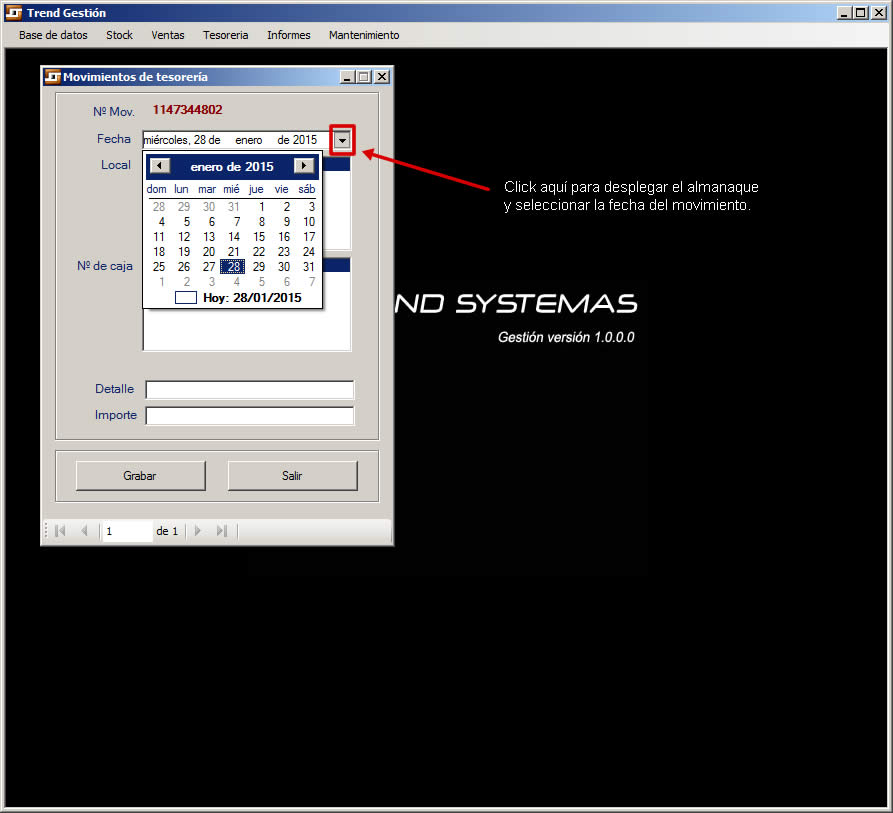 Trend Gestión
Base de datos Stock Ventas Tesoreria Informes Mantenimiento
Movimientos de tesorería
Nº Mov. 1147344802
Fecha miércoles, 28 de enero de 2015
Local
enero de 2015
dom lun mar mié jue vie sáb
28 29 30 31 1 2 3
4 5 6 7 8 9 10
11 12 13 14 15 16 17
18 19 20 21 22 23 24
25 26 27 28 29 30 31
1 2 3 4 5 6 7
Hoy: 28/01/2015
Nº de caja
Click aquí para desplegar el almanaque
y seleccionar la fecha del movimiento.
ND SYSTEMAS
Gestión versión 1.0.0.0
Detalle
Importe
Grabar Salir
1 de 1